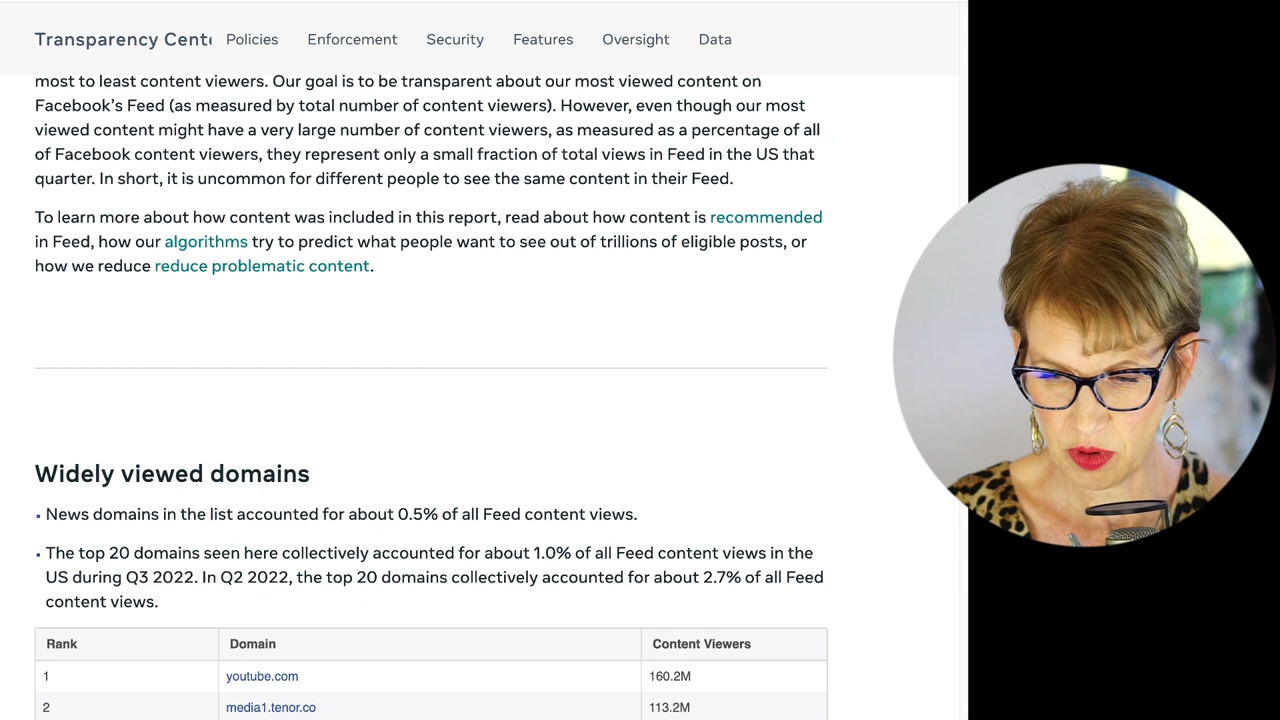 Transparency Cent
Policies
Enforcement
Security
Features
Oversight
Data
most to least content viewers. Our goal is to be transparent about our most viewed content on
Facebook’s Feed (as measured by total number of content viewers). However, even though our most
viewed content might have a very large number of content viewers, as measured as a percentage of all
of Facebook content viewers, they represent only a small fraction of total views in Feed in the US that
quarter. In short, it is uncommon for different people to see the same content in their Feed.
To learn more about how content was included in this report, read about how content is recommended
in Feed, how our algorithms try to predict what people want to see out of trillions of eligible posts, or
how we reduce reduce problematic content.
Widely viewed domains
▪ News domains in the list accounted for about 0.5% of all Feed content views.
▪ The top 20 domains seen here collectively accounted for about 1.0% of all Feed content views in the
US during Q3 2022. In Q2 2022, the top 20 domains collectively accounted for about 2.7% of all Feed
content views.
Rank Domain Content Viewers
1 youtube.com 160.2M
2 media1.tenor.co 113.2M